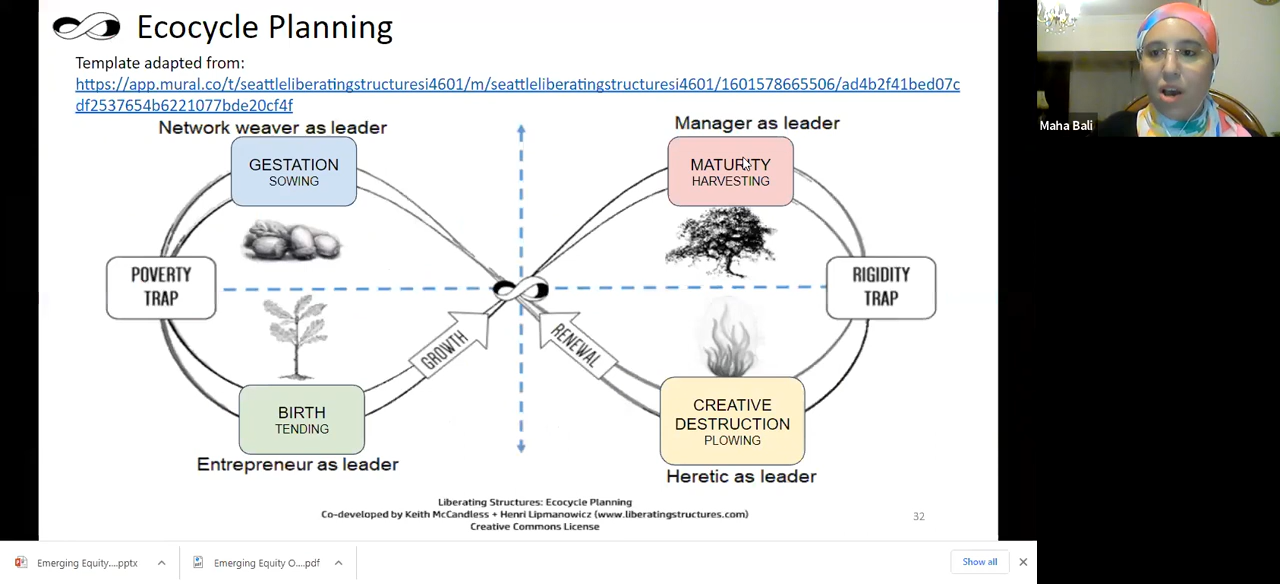 Ecocycle Planning
Template adapted from:
https://app.mural.co/t/seattleliberatingstructuresi4601/m/seattleliberatingstructuresi4601/1601578665506/ad4b2f41bed07c
df2537654b6221077bde20cf4f
Network weaver as leader
Manager as leader
GESTATION
SOWING
MATURITY
HARVESTING
POVERTY
TRAP
RIGIDITY
TRAP
GROWTH
RENEWAL
BIRTH
TENDING
CREATIVE
DESTRUCTION
PLOWING
Entrepreneur as leader
Heretic as leader
Liberating Structures: Ecocycle Planning
Co-developed by Keith McCandless + Henri Lipmanowicz (www.liberatingstructures.com)
Creative Commons License
32
Maha Bali
Emerging Equity....pptx
Emerging Equity O....pdf
Show all